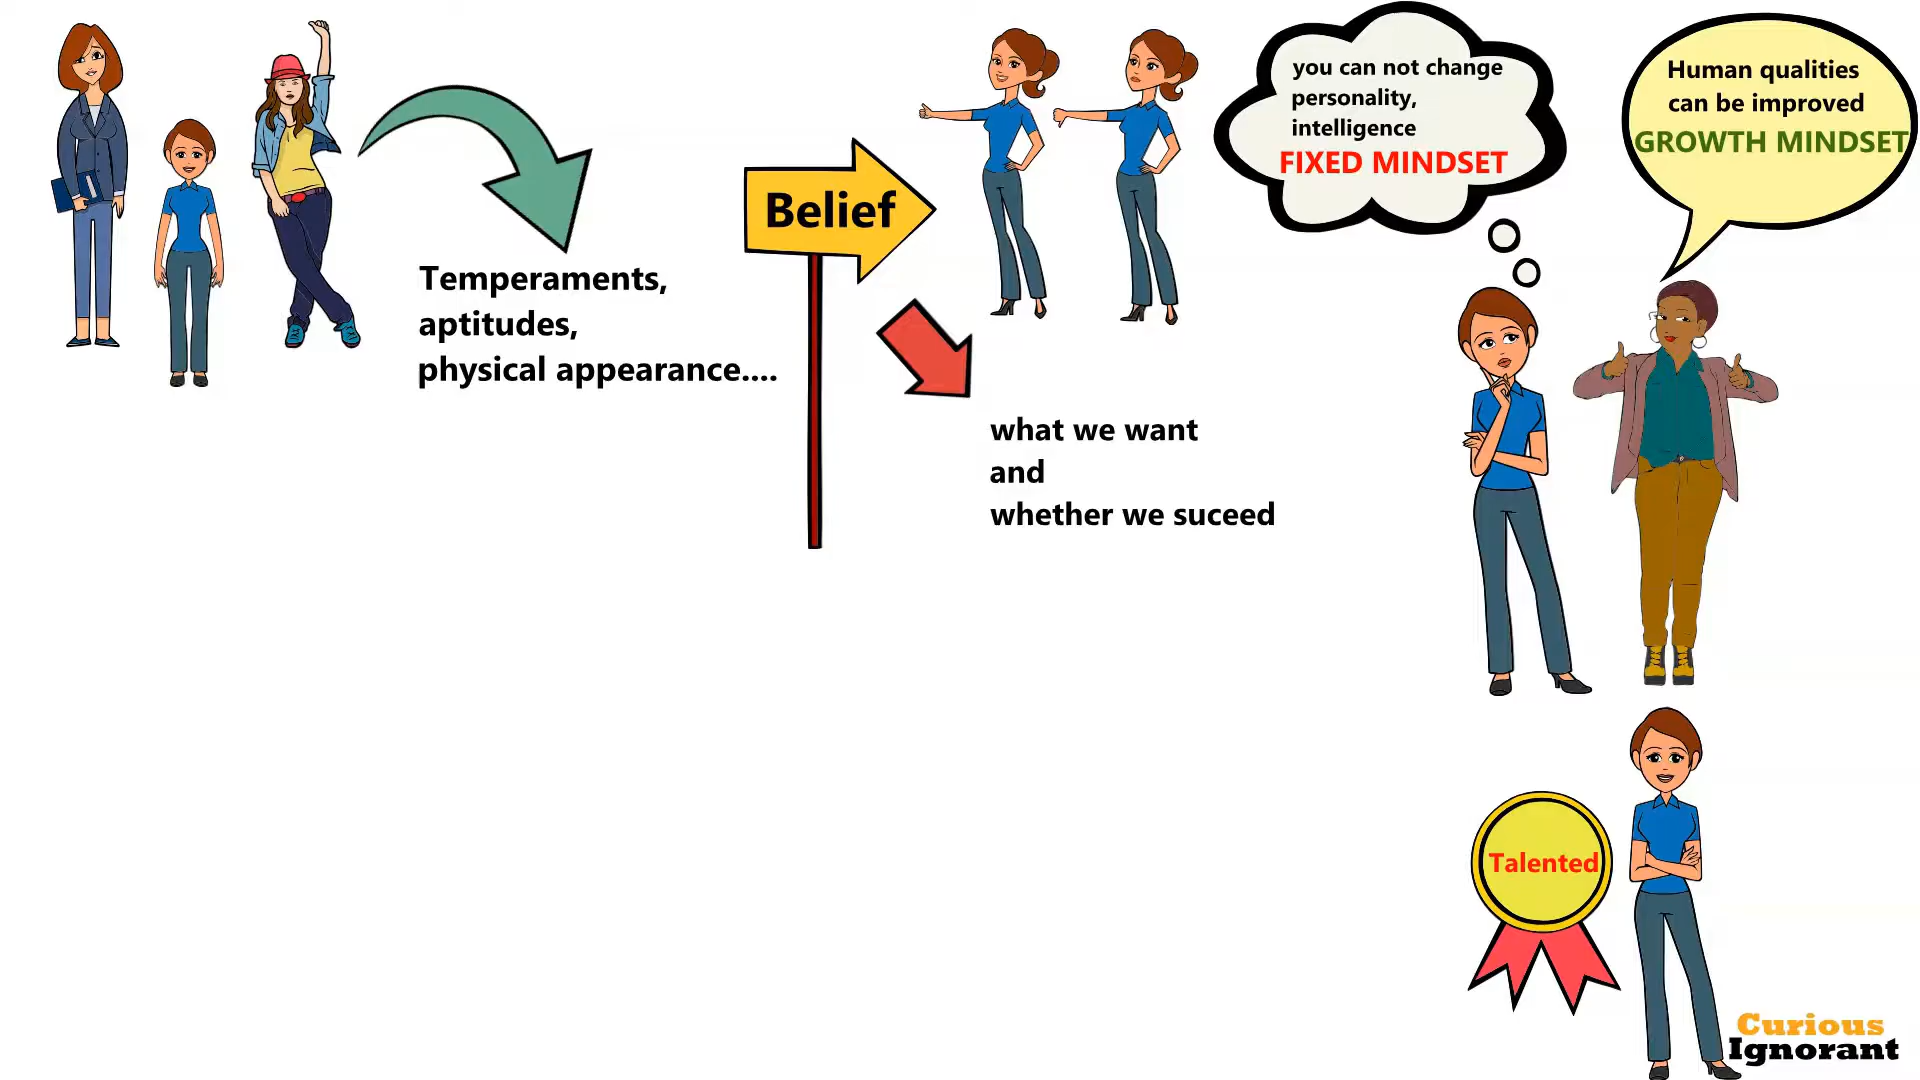 Temperaments,
aptitudes,
physical appearance....
Belief
what we want
and
whether we suceed
you can not change
personality,
intelligence
FIXED MINDSET
Human qualities
can be improved
GROWTH MINDSET
Talented
Curious
Ignorant